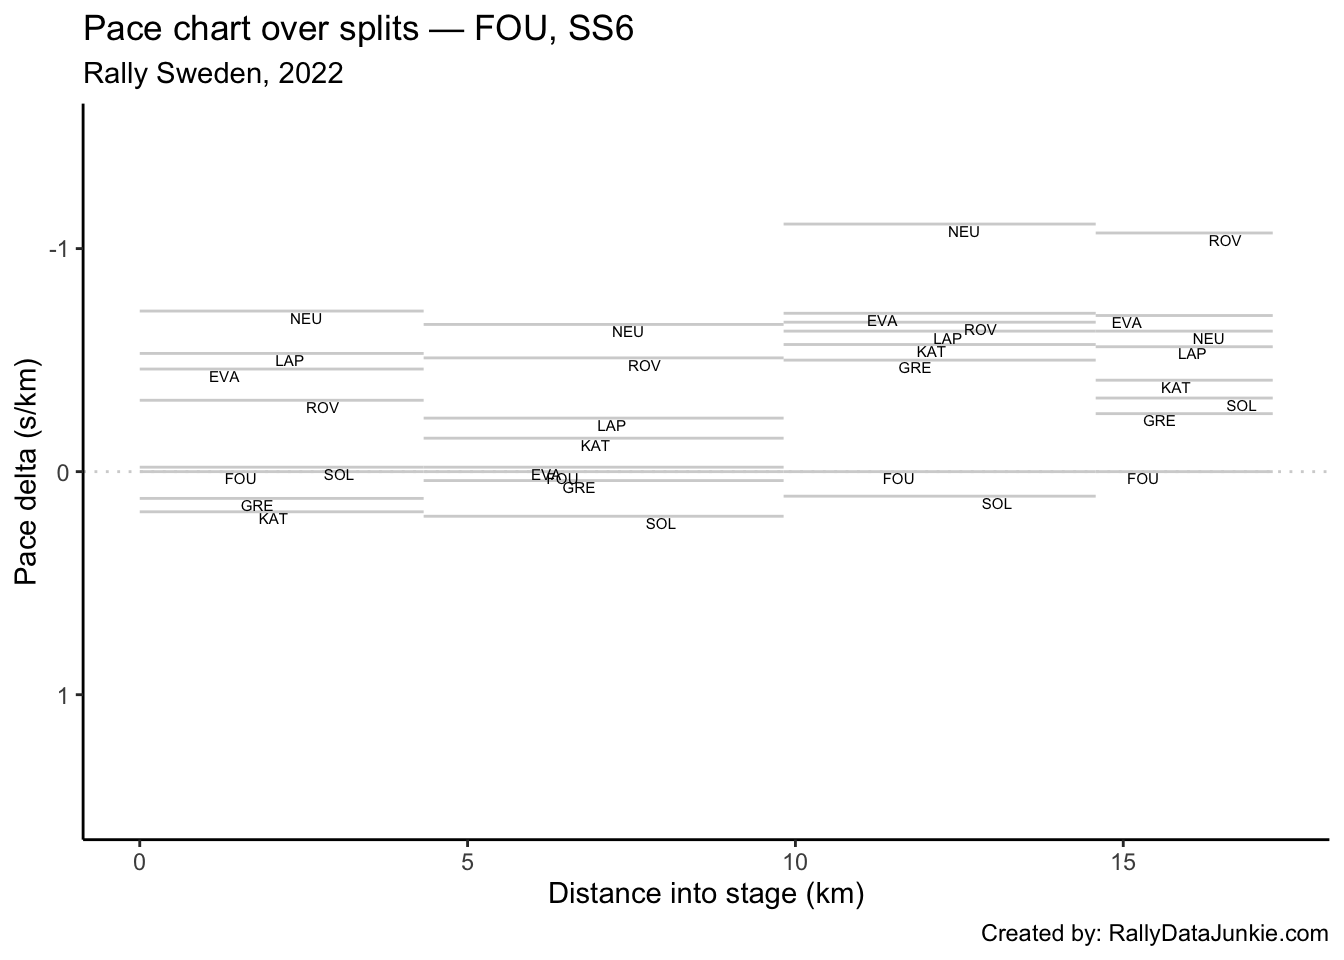 Pace chart over splits — FOU, SS6
Rally Sweden, 2022
Pace delta (s/km)
-1
0
1
NEU
LAP
EVA
ROV
FOU
SOL
GRE
KAT
NEU
ROV
LAP
KAT
EVA
FOU
GRE
SOL
NEU
EVA
ROV
LAP
KAT
GRE
FOU
SOL
ROV
EVA
NEU
LAP
KAT
SOL
GRE
FOU
0 5 10 15
Distance into stage (km)
Created by: RallyDataJunkie.com